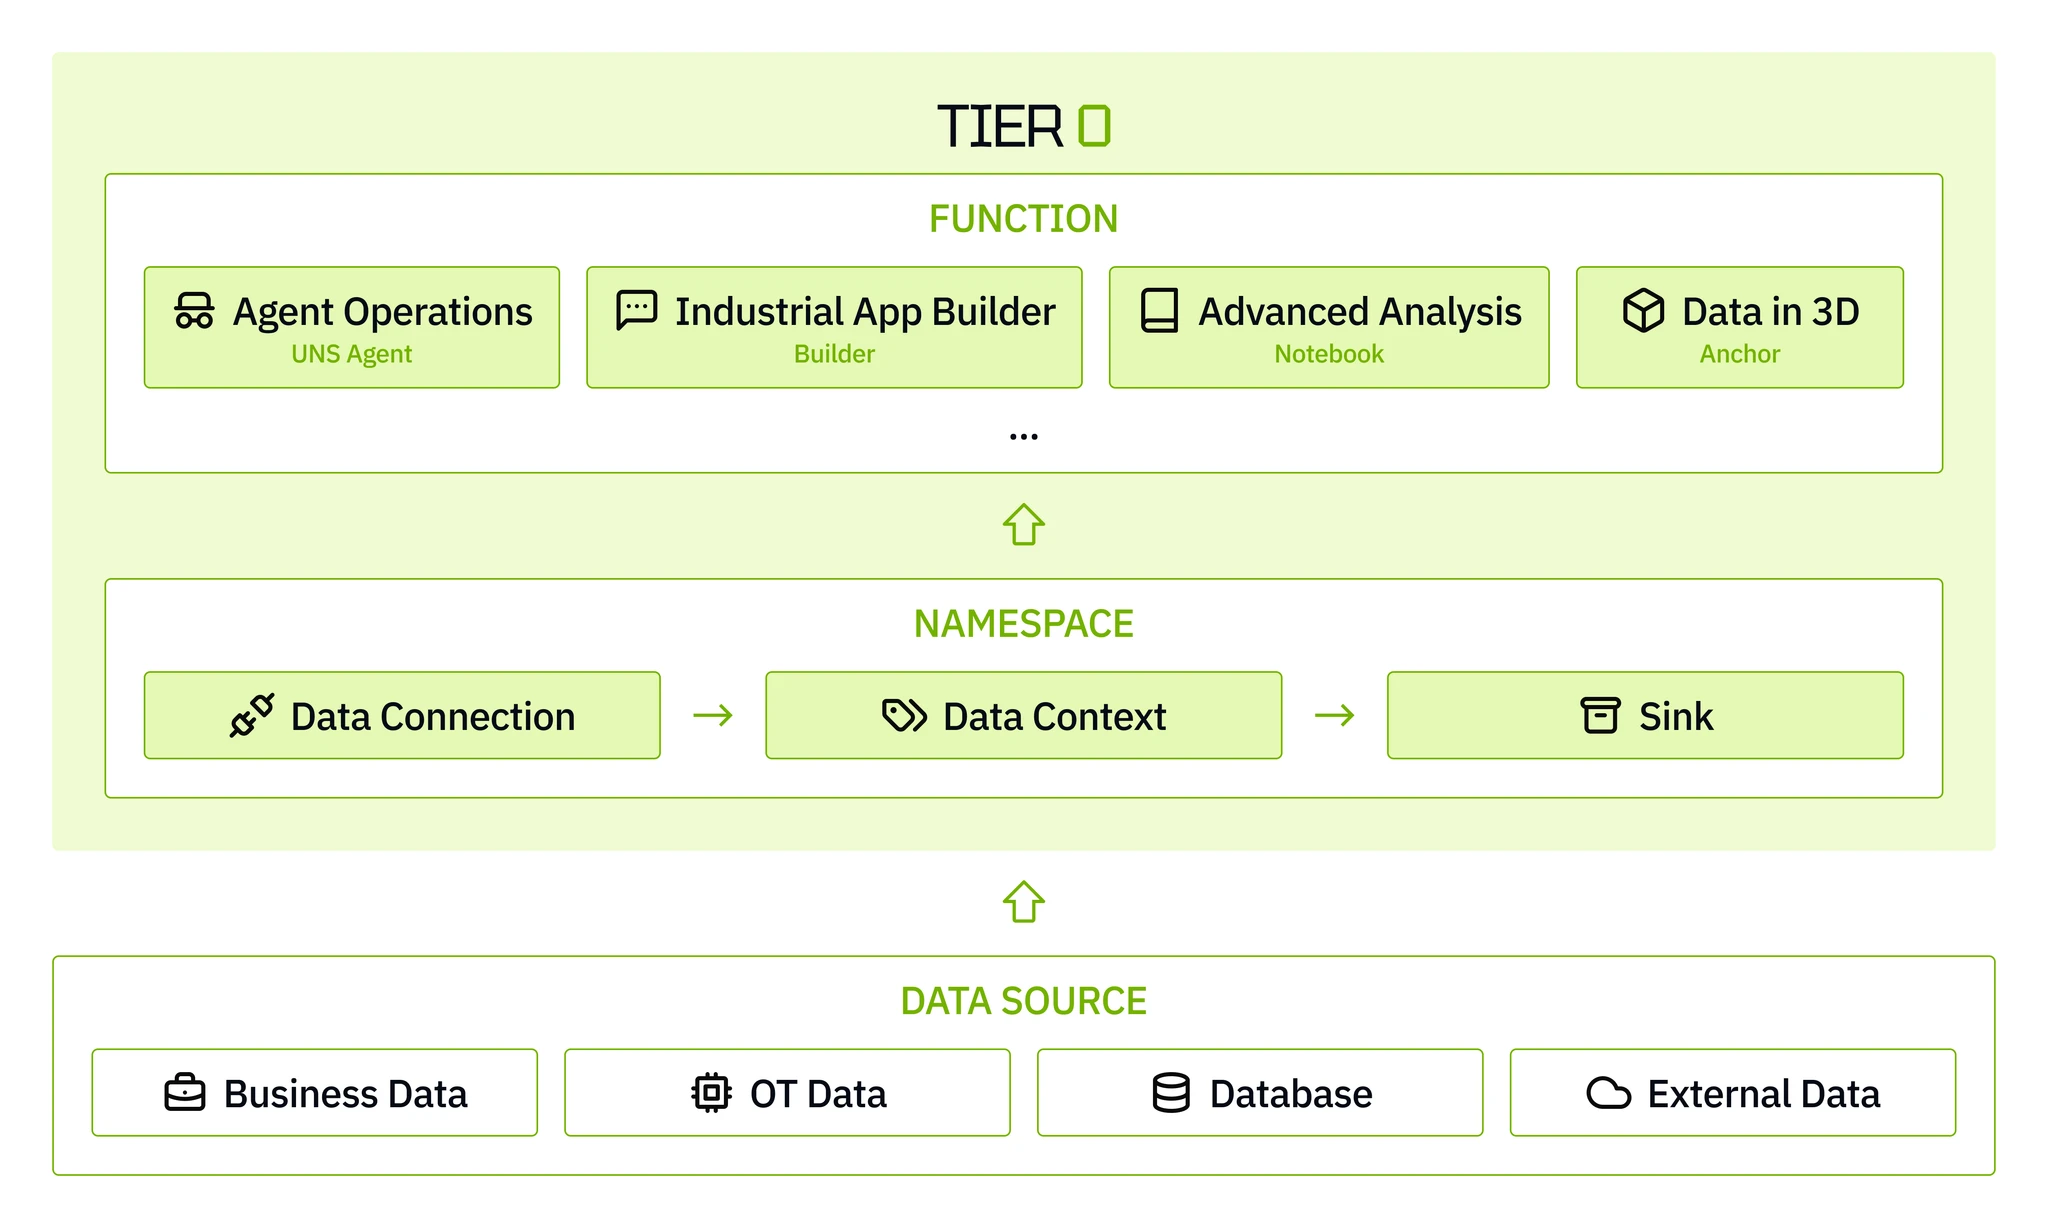 TIER 0
FUNCTION
Agent Operations
UNS Agent
Industrial App Builder
Builder
Advanced Analysis
Notebook
Data in 3D
Anchor
...
NAMESPACE
Data Connection
Data Context
Sink
DATA SOURCE
Business Data
OT Data
Database
External Data